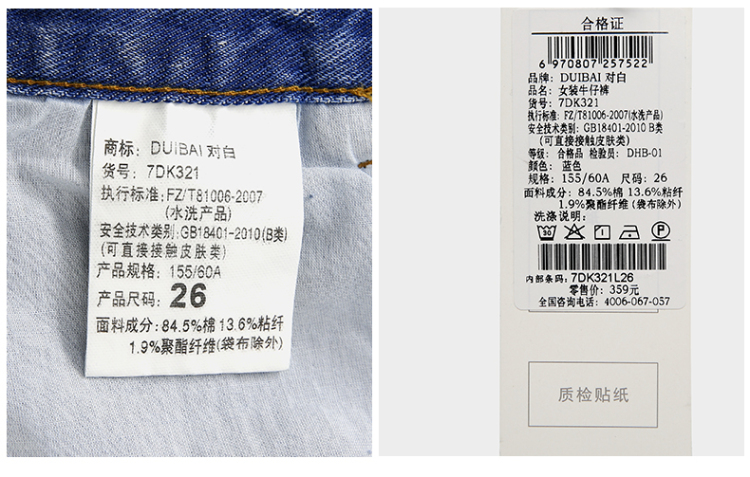 商标: DUIBAI 对白
货号: 7DK321
执行标准:FZ/T81006-2007
(水洗产品)
安全技术类别:GB18401-2010(B类)
(可直接接触皮肤类)
产品规格: 155/60A
产品尺码: 26
面料成分: 84.5%棉 13.6%粘纤
1.9%聚酯纤维(袋布除外)
合格证
6 970807 257522
品牌: DUIBAI 对白
品名: 女装牛仔裤
货号: 7DK321
执行标准: FZ/T81006-2007(水洗产品)
安全技术类别: GB18401-2010 B类
(可直接接触皮肤类)
等级: 合格品 检验员: DHB-01
颜色: 蓝色
规格: 155/60A 尺码: 26
面料成分: 84.5%棉 13.6%粘纤
1.9%聚酯纤维(袋布除外)
洗涤说明:
30 P
内部条码: 7DK321L26
零售价: 359元
全国咨询电话: 4006-067-057
质检贴纸